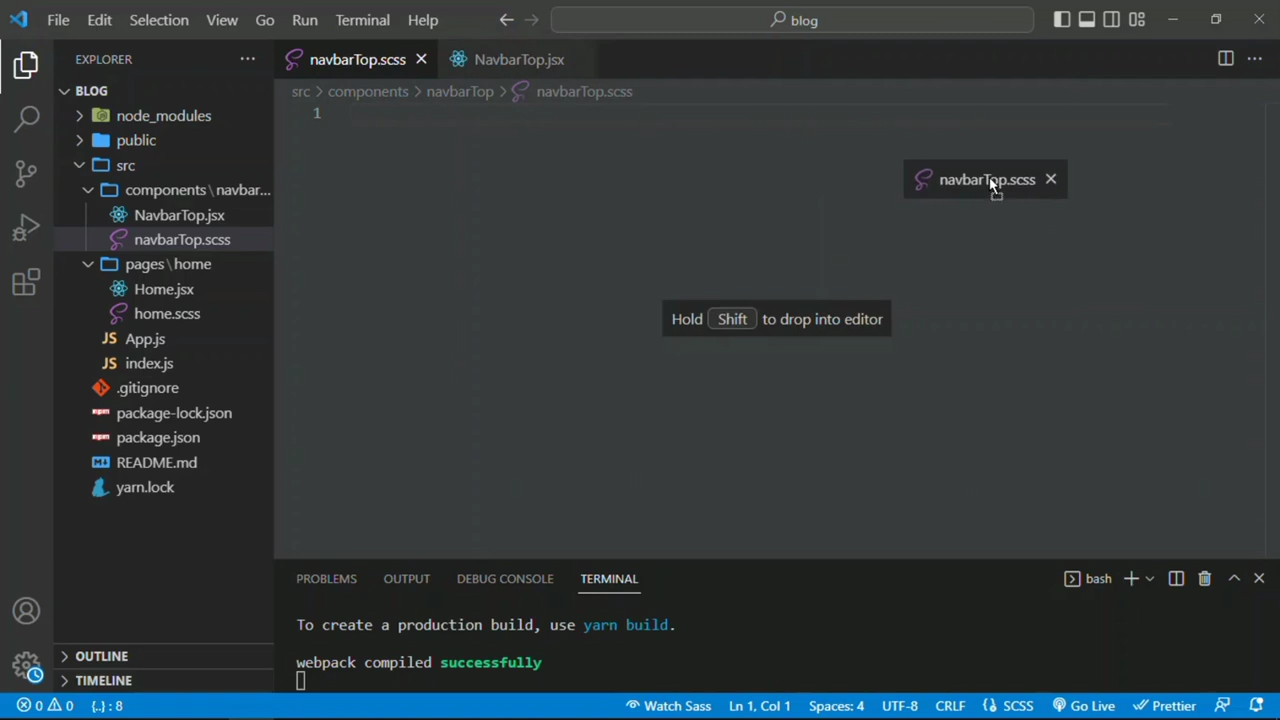 File Edit Selection View Go Run Terminal Help
blog
EXPLORER
BLOG
node_modules
public
src
components\navbar...
NavbarTop.jsx
navbarTop.scss
pages\home
Home.jsx
home.scss
JS App.js
JS index.js
.gitignore
package-lock.json
package.json
README.md
yarn.lock
OUTLINE
TIMELINE
navbarTop.scss
NavbarTop.jsx
src > components > navbarTop > navbarTop.scss
1
navbarTop.scss
Hold Shift to drop into editor
PROBLEMS OUTPUT DEBUG CONSOLE TERMINAL
bash
To create a production build, use yarn build.
webpack compiled successfully
0 0 {..} : 8
Watch Sass Ln 1, Col 1 Spaces: 4 UTF-8 CRLF SCSS Go Live Prettier